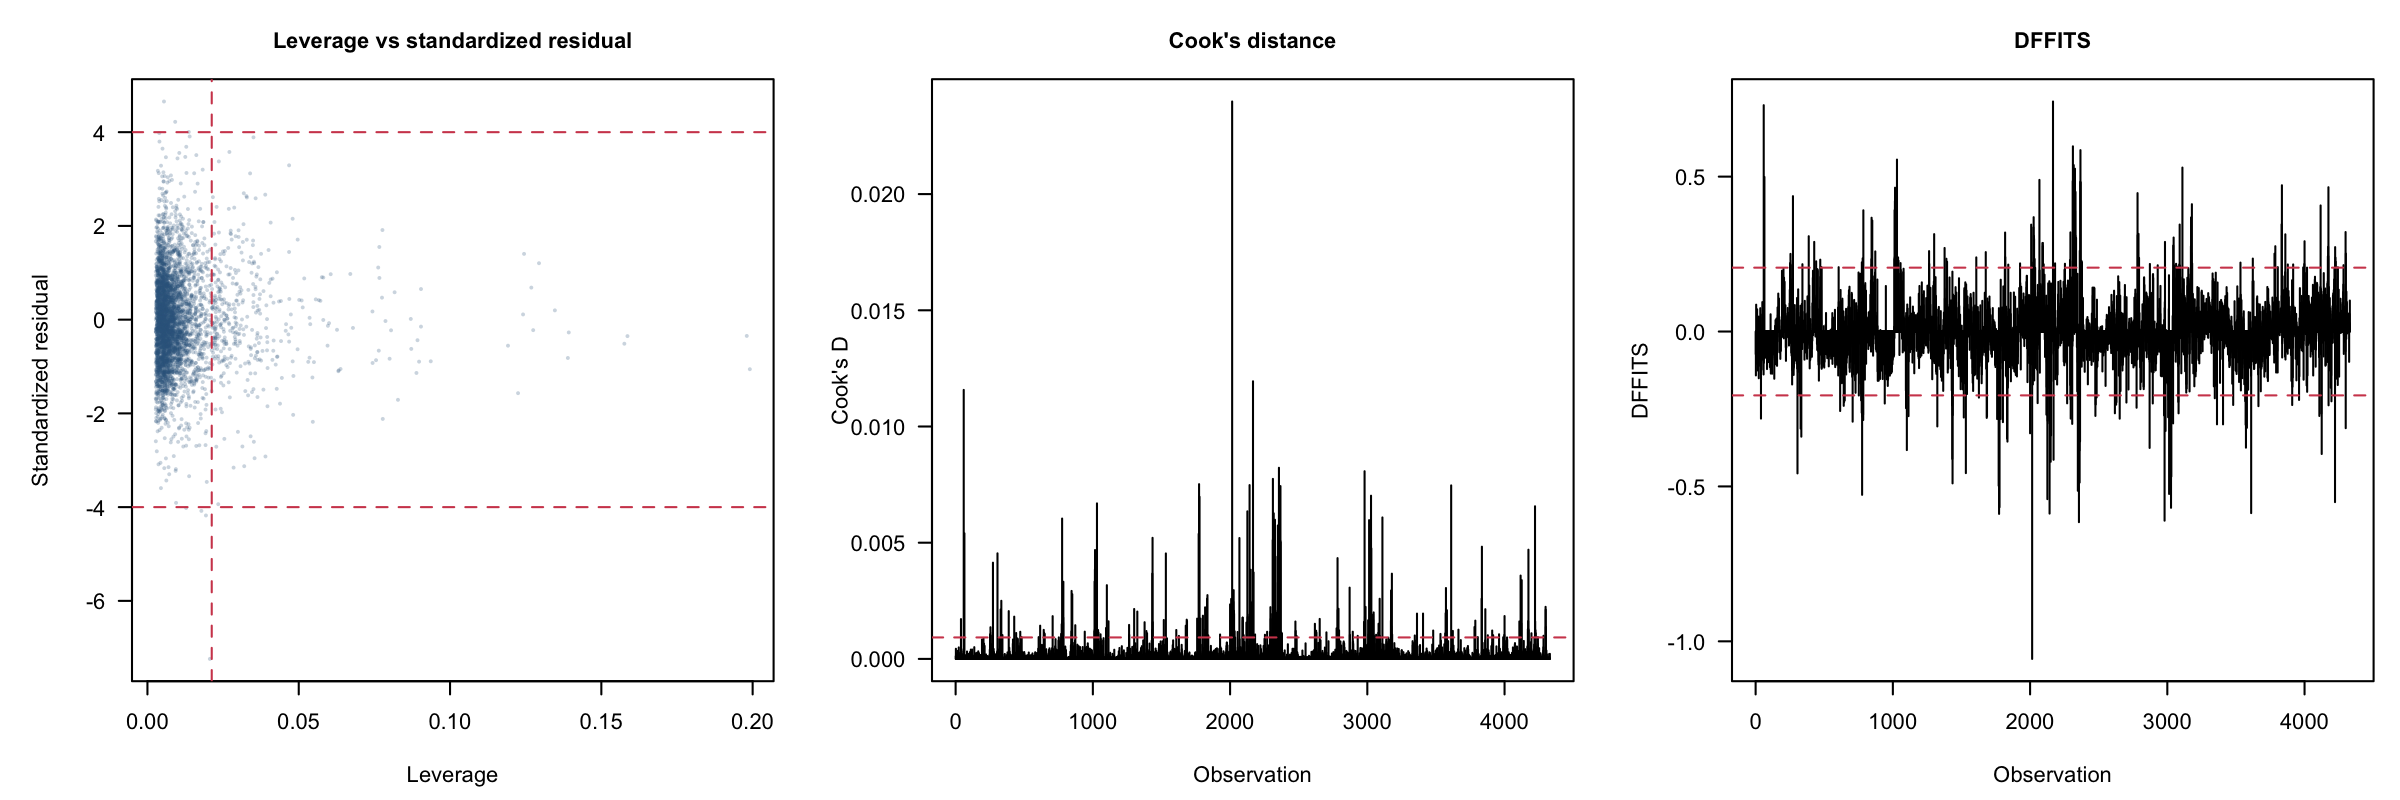 Leverage vs standardized residual
Standardized residual
4
2
0
-2
-4
-6
0.00 0.05 0.10 0.15 0.20
Leverage
Cook's distance
Cook's D
0.020
0.015
0.010
0.005
0.000
0 1000 2000 3000 4000
Observation
DFFITS
DFFITS
0.5
0.0
-0.5
-1.0
0 1000 2000 3000 4000
Observation